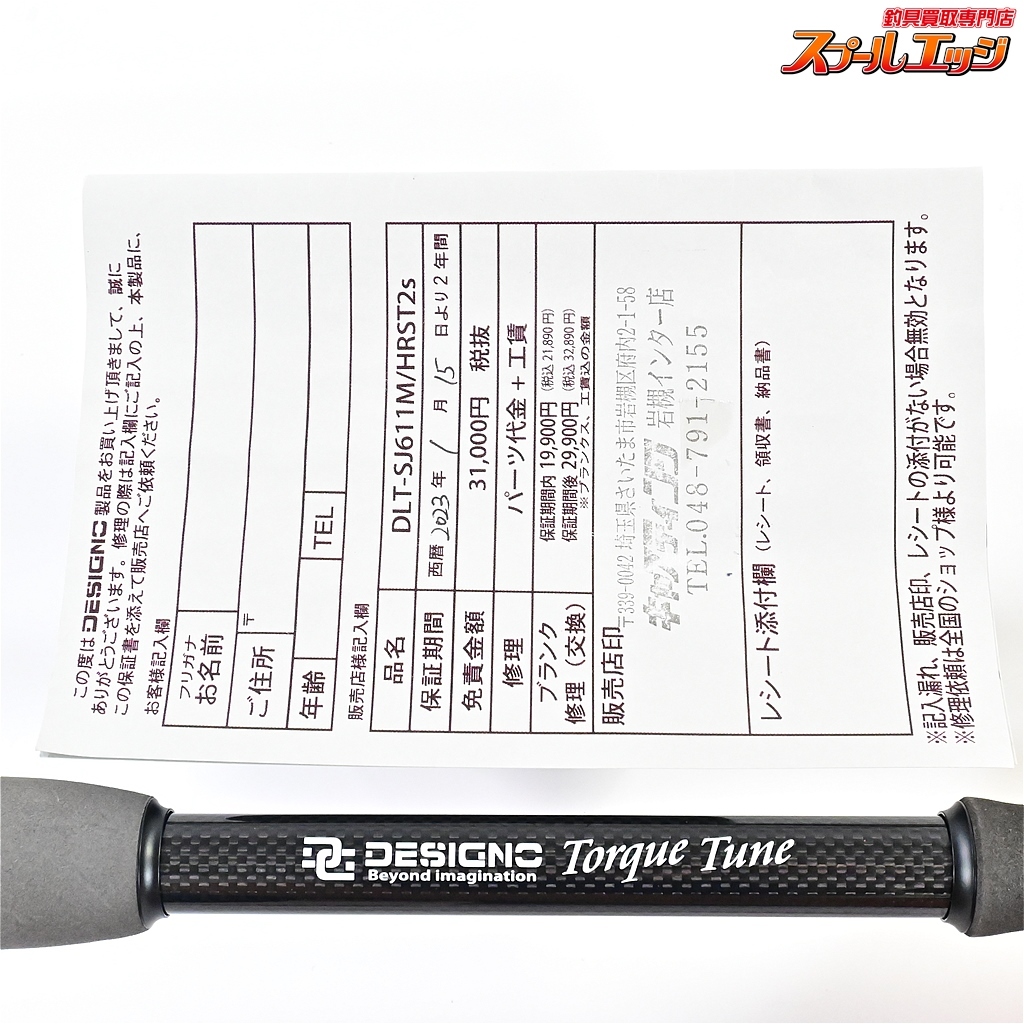 釣具買取専門店
スプールエッジ
この度は DESIGNO 製品をお買い上げ頂きまして、誠に
ありがとうございます。修理の際は記入欄にご記入の上、本製品に、
この保証書を添えて販売店へご依頼ください。
お客様記入欄
フリガナ
お名前
ご住所 〒
年齢 TEL
販売店様記入欄
品名 DLT-SJ611M/HRST2s
保証期間 西暦 2023 年 1 月 15 日より2年間
免責金額 31,000円 税抜
修理 パーツ代金 + 工賃
ブランク 保証期間内 19,900円 (税込 21,890円)
修理(交換) 保証期間後 29,900円 (税込 32,890円)
※ブランクス、工賃込の金額
販売店印
〒339-0042 埼玉県さいたま市岩槻区府内2-1-58
キャスティング 岩槻インター店
TEL.048-791-2155
レシート添付欄(レシート、領収書、納品書)
※記入漏れ、販売店印、レシートの添付がない場合無効となります。
※修理依頼は全国のショップ様より可能です。
DESIGNO Torque Tune
Beyond imagination